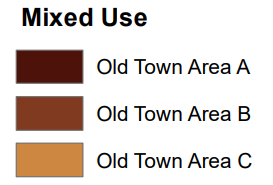 Mixed Use
Old Town Area A
Old Town Area B
Old Town Area C